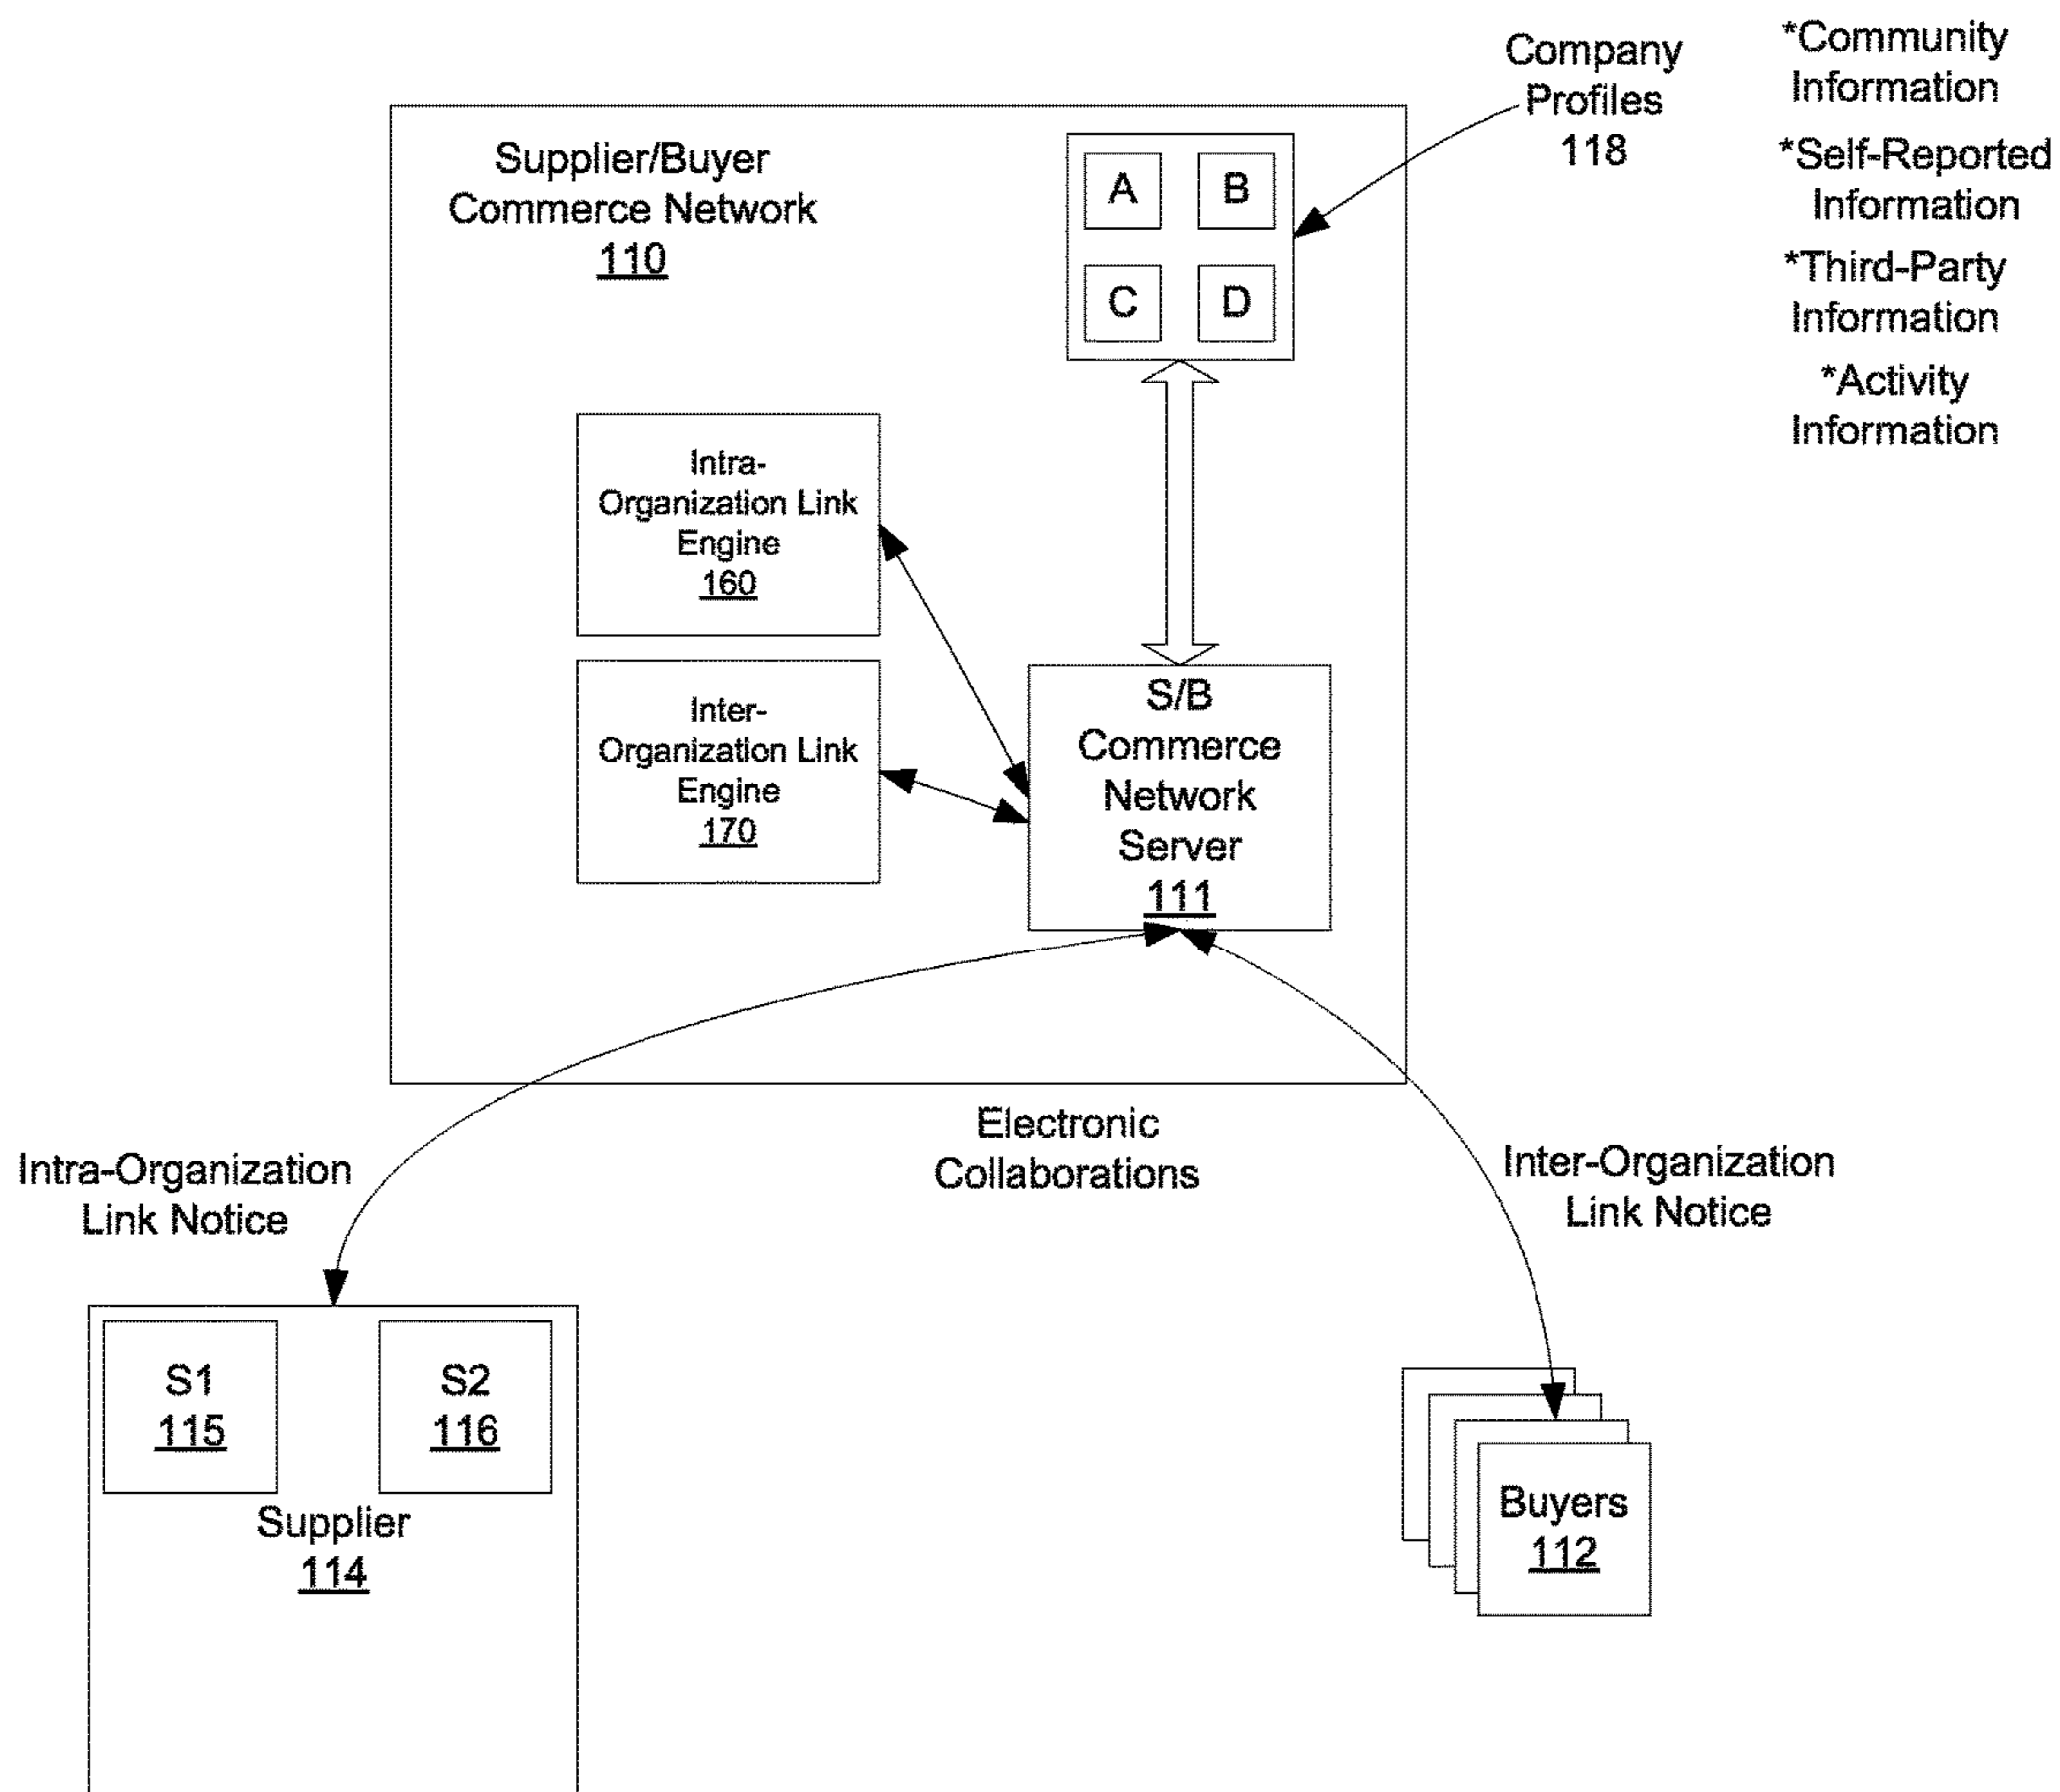 Company
Profiles
118
*Community
Information
*Self-Reported
Information
*Third-Party
Information
*Activity
Information
Supplier/Buyer
Commerce Network
110
A
B
C
D
Intra-
Organization Link
Engine
160
Inter-
Organization Link
Engine
170
S/B
Commerce
Network
Server
111
Electronic
Collaborations
Intra-Organization
Link Notice
Inter-Organization
Link Notice
S1
115
S2
116
Supplier
114
Buyers
112